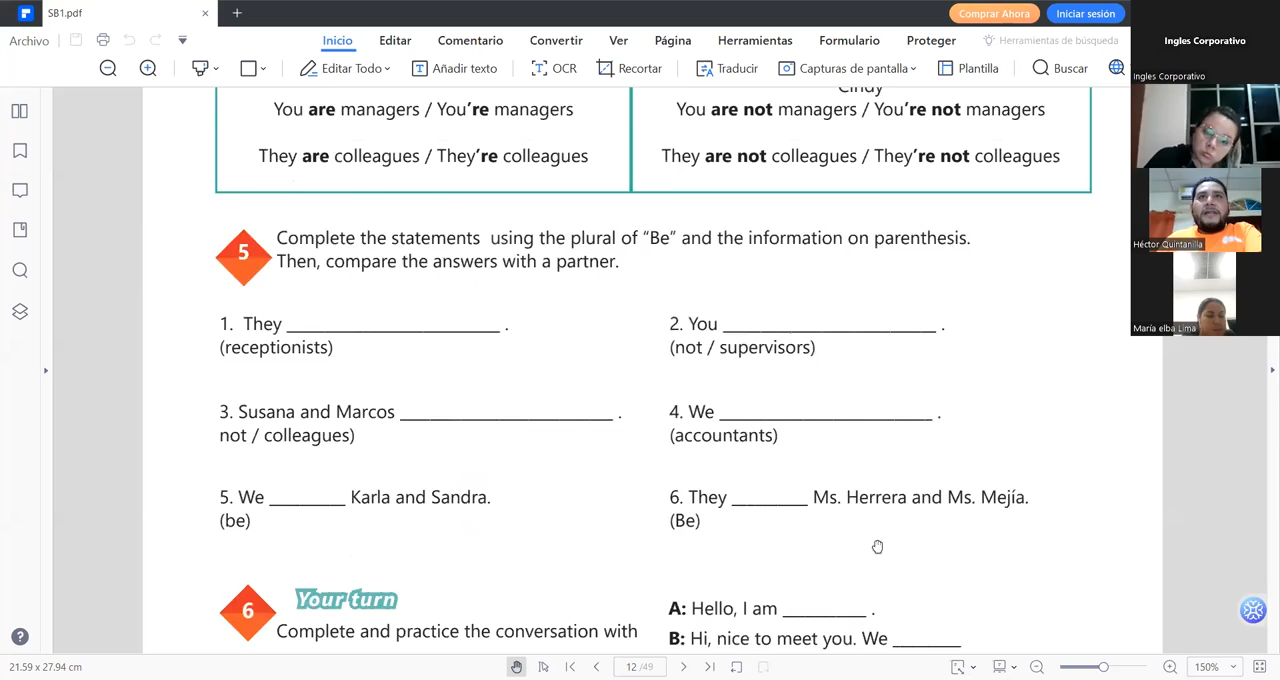 SB1.pdf
Comprar Ahora
Iniciar sesión
Archivo
Inicio
Editar
Comentario
Convertir
Ver
Página
Herramientas
Formulario
Proteger
Herramientas de búsqueda
Editar Todo
Añadir texto
OCR
Recortar
Traducir
Capturas de pantalla
Plantilla
Buscar
Ingles Corporativo
Ingles Corporativo
Héctor Quintanilla
María elba Lima
Cindy
You are managers / You're managers
You are not managers / You're not managers
They are colleagues / They're colleagues
They are not colleagues / They're not colleagues
5
Complete the statements using the plural of “Be” and the information on parenthesis.
Then, compare the answers with a partner.
1. They _________________________ .
(receptionists)
2. You _________________________ .
(not / supervisors)
3. Susana and Marcos _________________________ .
not / colleagues)
4. We _________________________ .
(accountants)
5. We _________ Karla and Sandra.
(be)
6. They _________ Ms. Herrera and Ms. Mejía.
(Be)
6
Your turn
Complete and practice the conversation with
A: Hello, I am __________ .
B: Hi, nice to meet you. We ________
21.59 x 27.94 cm
12 /49
150%